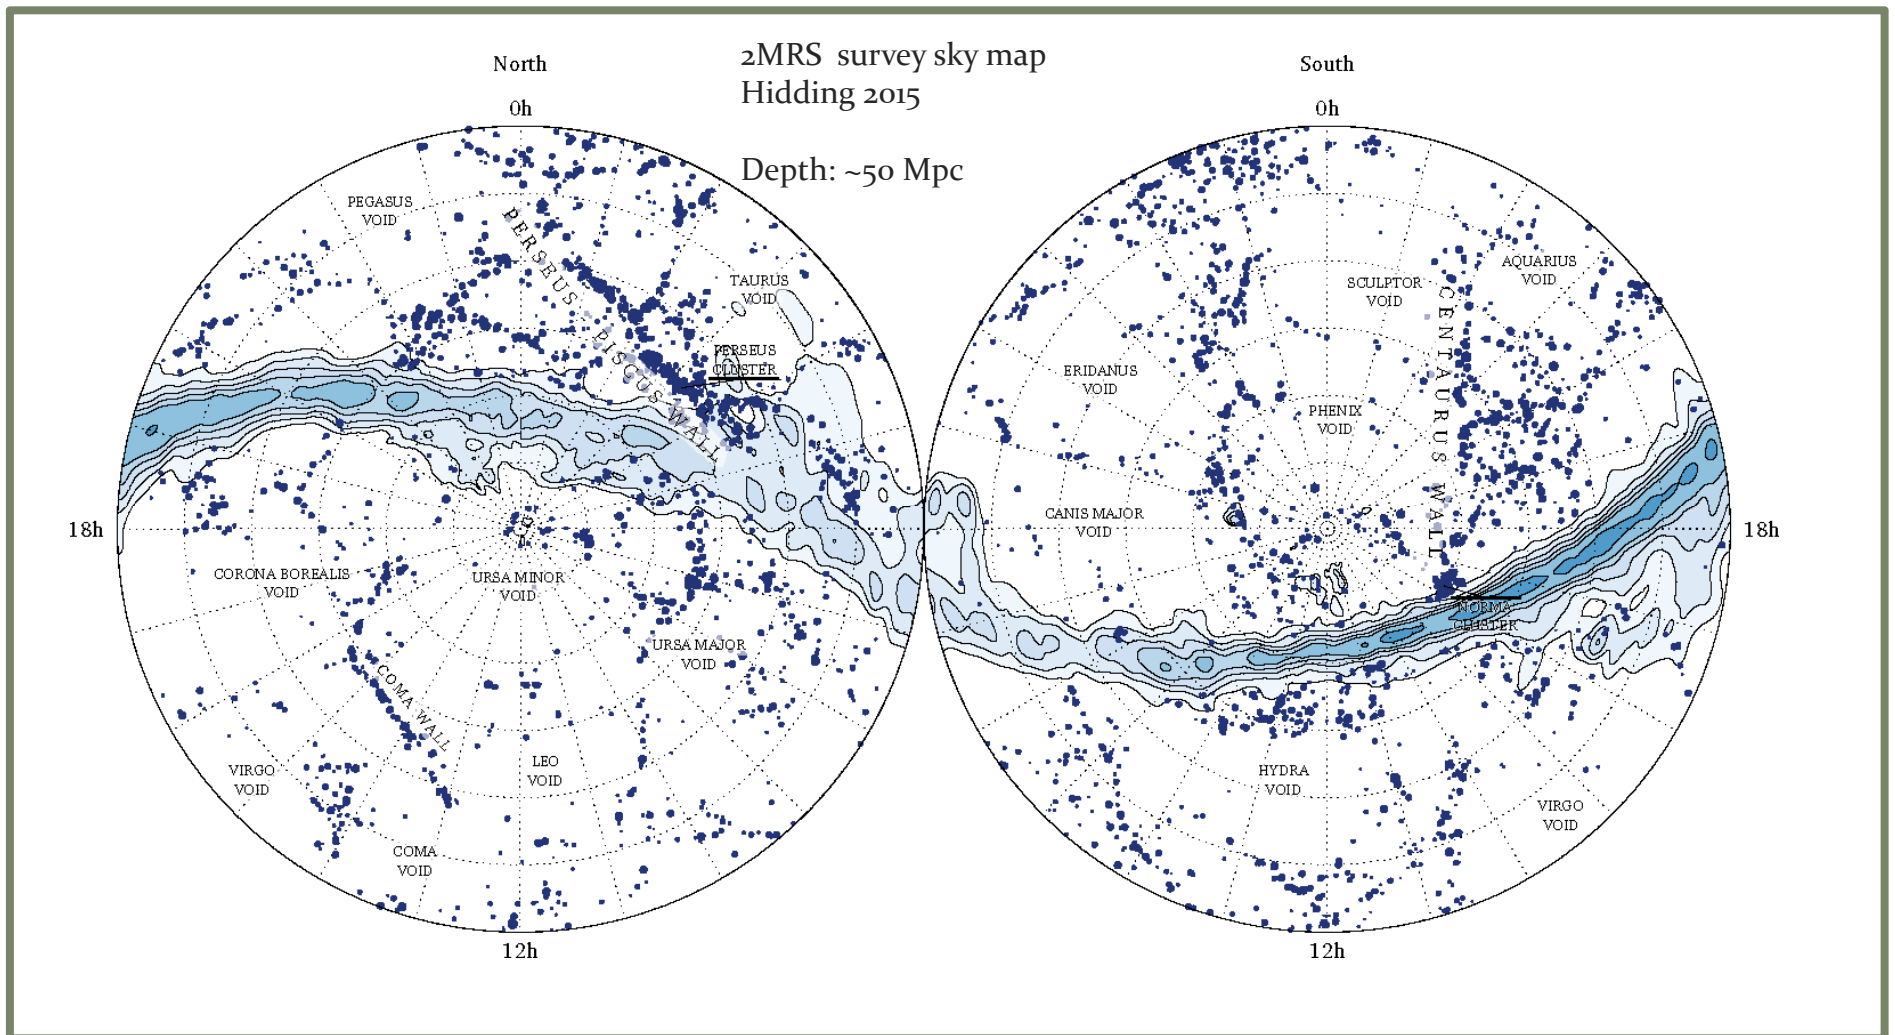 2MRS survey sky map
Hidding 2015
Depth: ~50 Mpc
North
0h
PEGASUS
VOID
PERSEUS - PISCUS WALL
TAURUS
VOID
PERSEUS
CLUSTER
18h
CORONA BOREALIS
VOID
URSA MINOR
VOID
URSA MAJOR
VOID
COMA WALL
VIRGO
VOID
LEO
VOID
COMA
VOID
12h
South
0h
AQUARIUS
VOID
SCULPTOR
VOID
CENTAURUS WALL
ERIDANUS
VOID
PHENIX
VOID
CANIS MAJOR
VOID
18h
NORMA
CLUSTER
HYDRA
VOID
VIRGO
VOID
12h